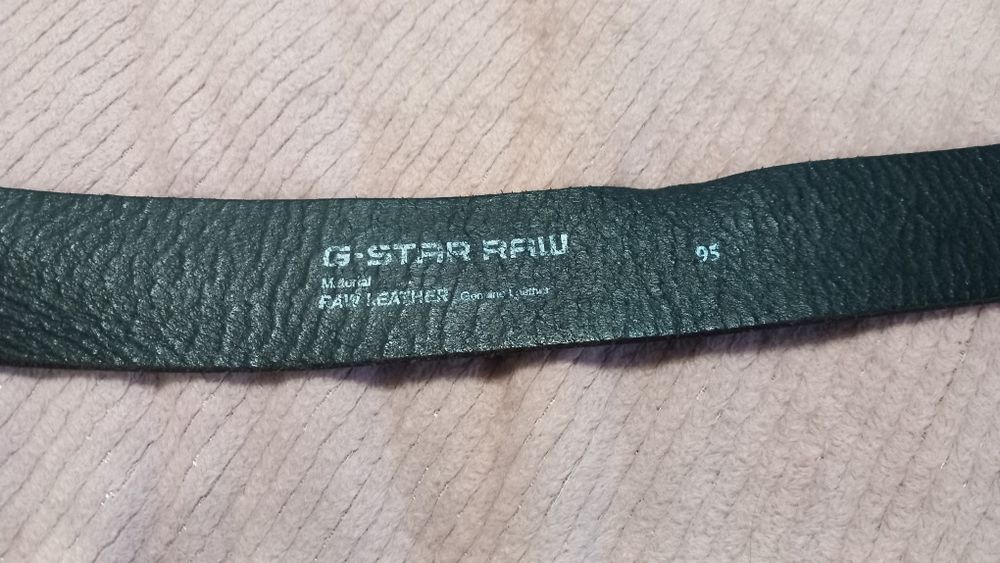 G-STAR RAW
95
Material
RAW LEATHER Genuine Leather